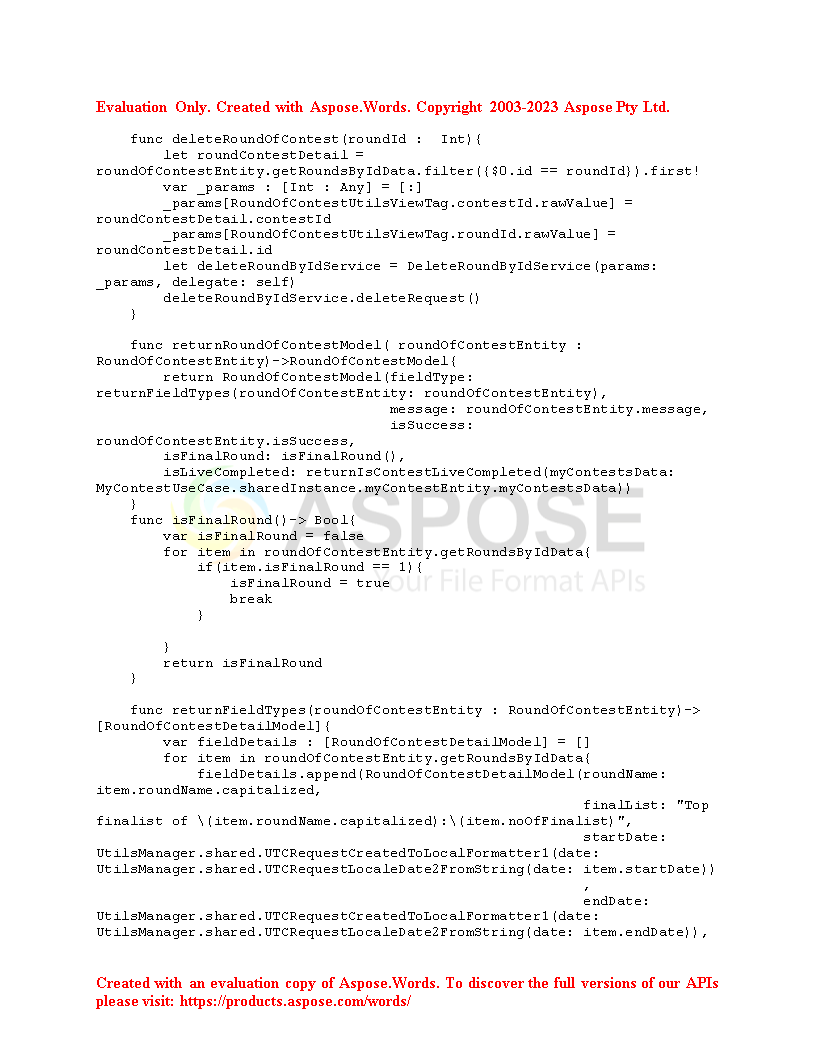 Evaluation Only. Created with Aspose.Words. Copyright 2003-2023 Aspose Pty Ltd.
    func deleteRoundOfContest(roundId :  Int){
        let roundContestDetail =
roundOfContestEntity.getRoundsByIdData.filter({$0.id == roundId}).first!
        var _params : [Int : Any] = [:]
        _params[RoundOfContestUtilsViewTag.contestId.rawValue] =
roundContestDetail.contestId
        _params[RoundOfContestUtilsViewTag.roundId.rawValue] =
roundContestDetail.id
        let deleteRoundByIdService = DeleteRoundByIdService(params:
_params, delegate: self)
        deleteRoundByIdService.deleteRequest()
    }
    func returnRoundOfContestModel( roundOfContestEntity :
RoundOfContestEntity)->RoundOfContestModel{
        return RoundOfContestModel(fieldType:
returnFieldTypes(roundOfContestEntity: roundOfContestEntity),
                                   message: roundOfContestEntity.message,
                                   isSuccess:
roundOfContestEntity.isSuccess,
        isFinalRound: isFinalRound(),
        isLiveCompleted: returnIsContestLiveCompleted(myContestsData:
MyContestUseCase.sharedInstance.myContestEntity.myContestsData))
    }
    func isFinalRound()-> Bool{
        var isFinalRound = false
        for item in roundOfContestEntity.getRoundsByIdData{
            if(item.isFinalRound == 1){
                isFinalRound = true
                break
            }
        }
        return isFinalRound
    }
ASPOSE
Your File Format APIs
    func returnFieldTypes(roundOfContestEntity : RoundOfContestEntity)->
[RoundOfContestDetailModel]{
        var fieldDetails : [RoundOfContestDetailModel] = []
        for item in roundOfContestEntity.getRoundsByIdData{
            fieldDetails.append(RoundOfContestDetailModel(roundName:
item.roundName.capitalized,
                                                          finalList: "Top
finalist of \(item.roundName.capitalized):\(item.noOfFinalist)",
                                                          startDate:
UtilsManager.shared.UTCRequestCreatedToLocalFormatter1(date:
UtilsManager.shared.UTCRequestLocaleDate2FromString(date: item.startDate))
                                                          ,
                                                          endDate:
UtilsManager.shared.UTCRequestCreatedToLocalFormatter1(date:
UtilsManager.shared.UTCRequestLocaleDate2FromString(date: item.endDate)),
Created with an evaluation copy of Aspose.Words. To discover the full versions of our APIs
please visit: https://products.aspose.com/words/